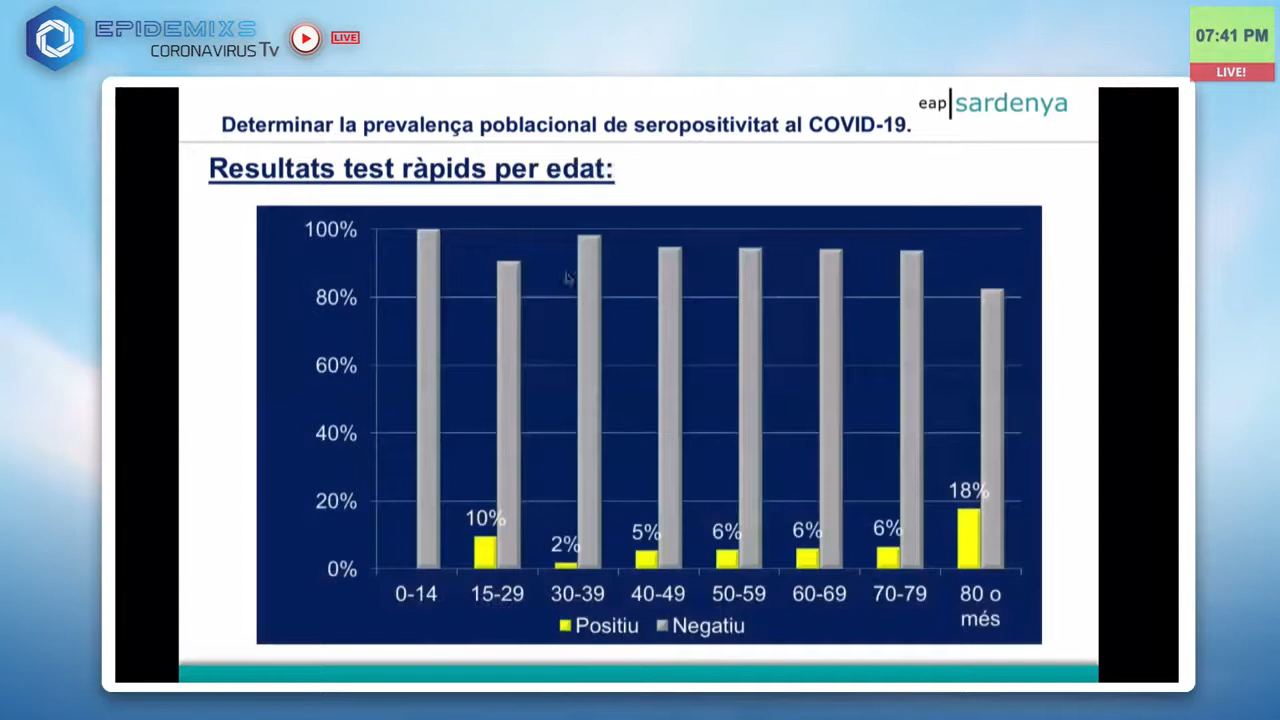 EPIDEMIXS
CORONAVIRUS Tv
LIVE
07:41 PM
LIVE!
eap sardenya
Determinar la prevalença poblacional de seropositivitat al COVID-19.
Resultats test ràpids per edat:
100%
80%
60%
40%
20%
0%
10%
2%
5%
6%
6%
6%
18%
0-14 15-29 30-39 40-49 50-59 60-69 70-79 80 o
més
Positiu Negatiu